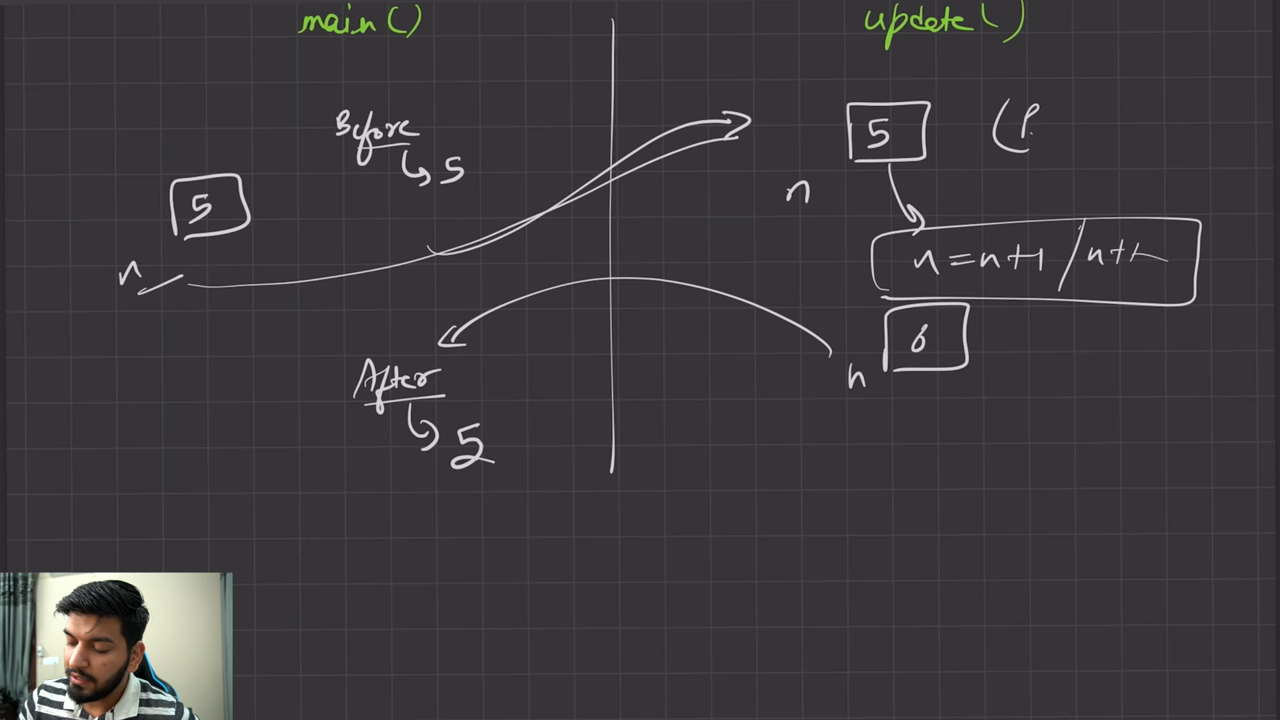 main() update()
Before
5
5
5
n
n
n = n+1 / n++
After
5
6
n
(P